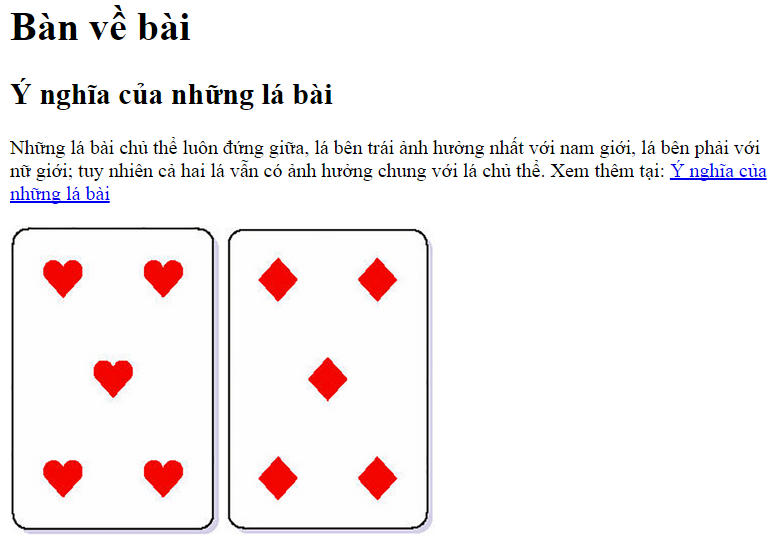 Bàn về bài
Ý nghĩa của những lá bài
Những lá bài chủ thể luôn đứng giữa, lá bên trái ảnh hưởng nhất với nam giới, lá bên phải với
nữ giới; tuy nhiên cả hai lá vẫn có ảnh hưởng chung với lá chủ thể. Xem thêm tại: Ý nghĩa của
những lá bài